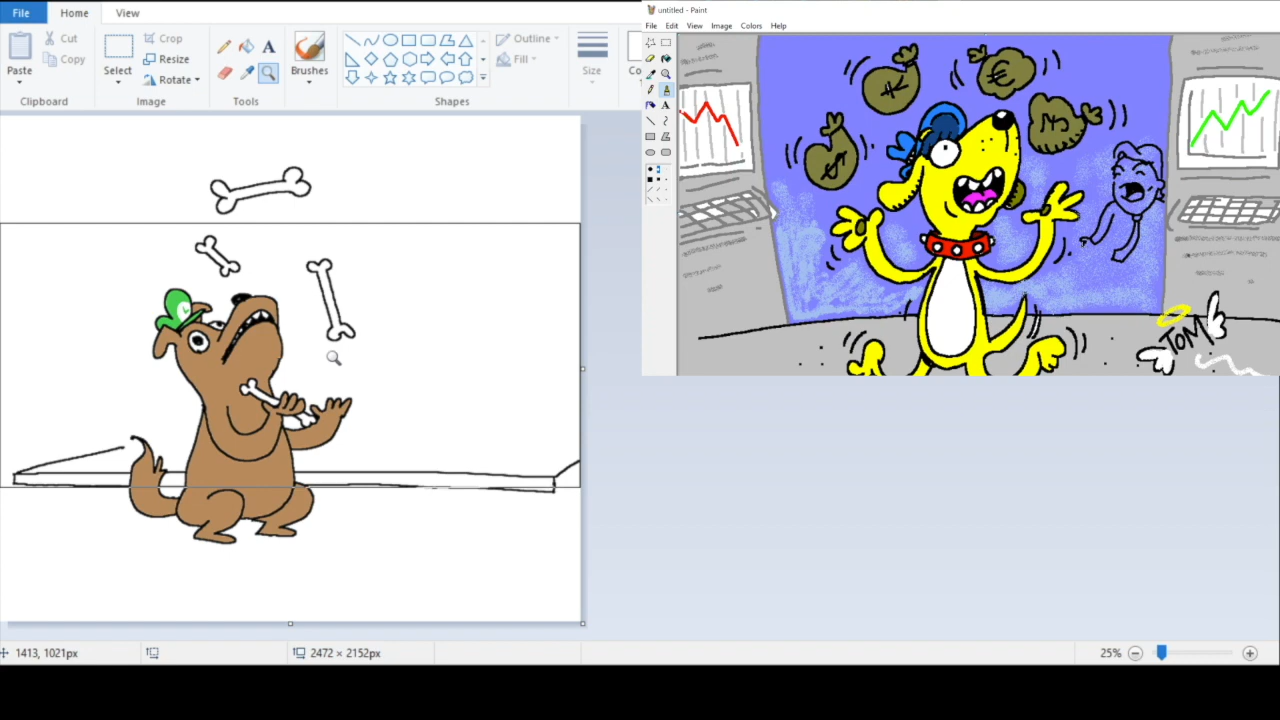 File Home View
Paste
Cut
Copy
Clipboard
Select
Crop
Resize
Rotate
Image
A
Tools
Brushes
Outline
Fill
Shapes
Size
Co
untitled - Paint
File Edit View Image Colors Help
A
K
€
$
TOM
1413, 1021px
2472 × 2152px
25%